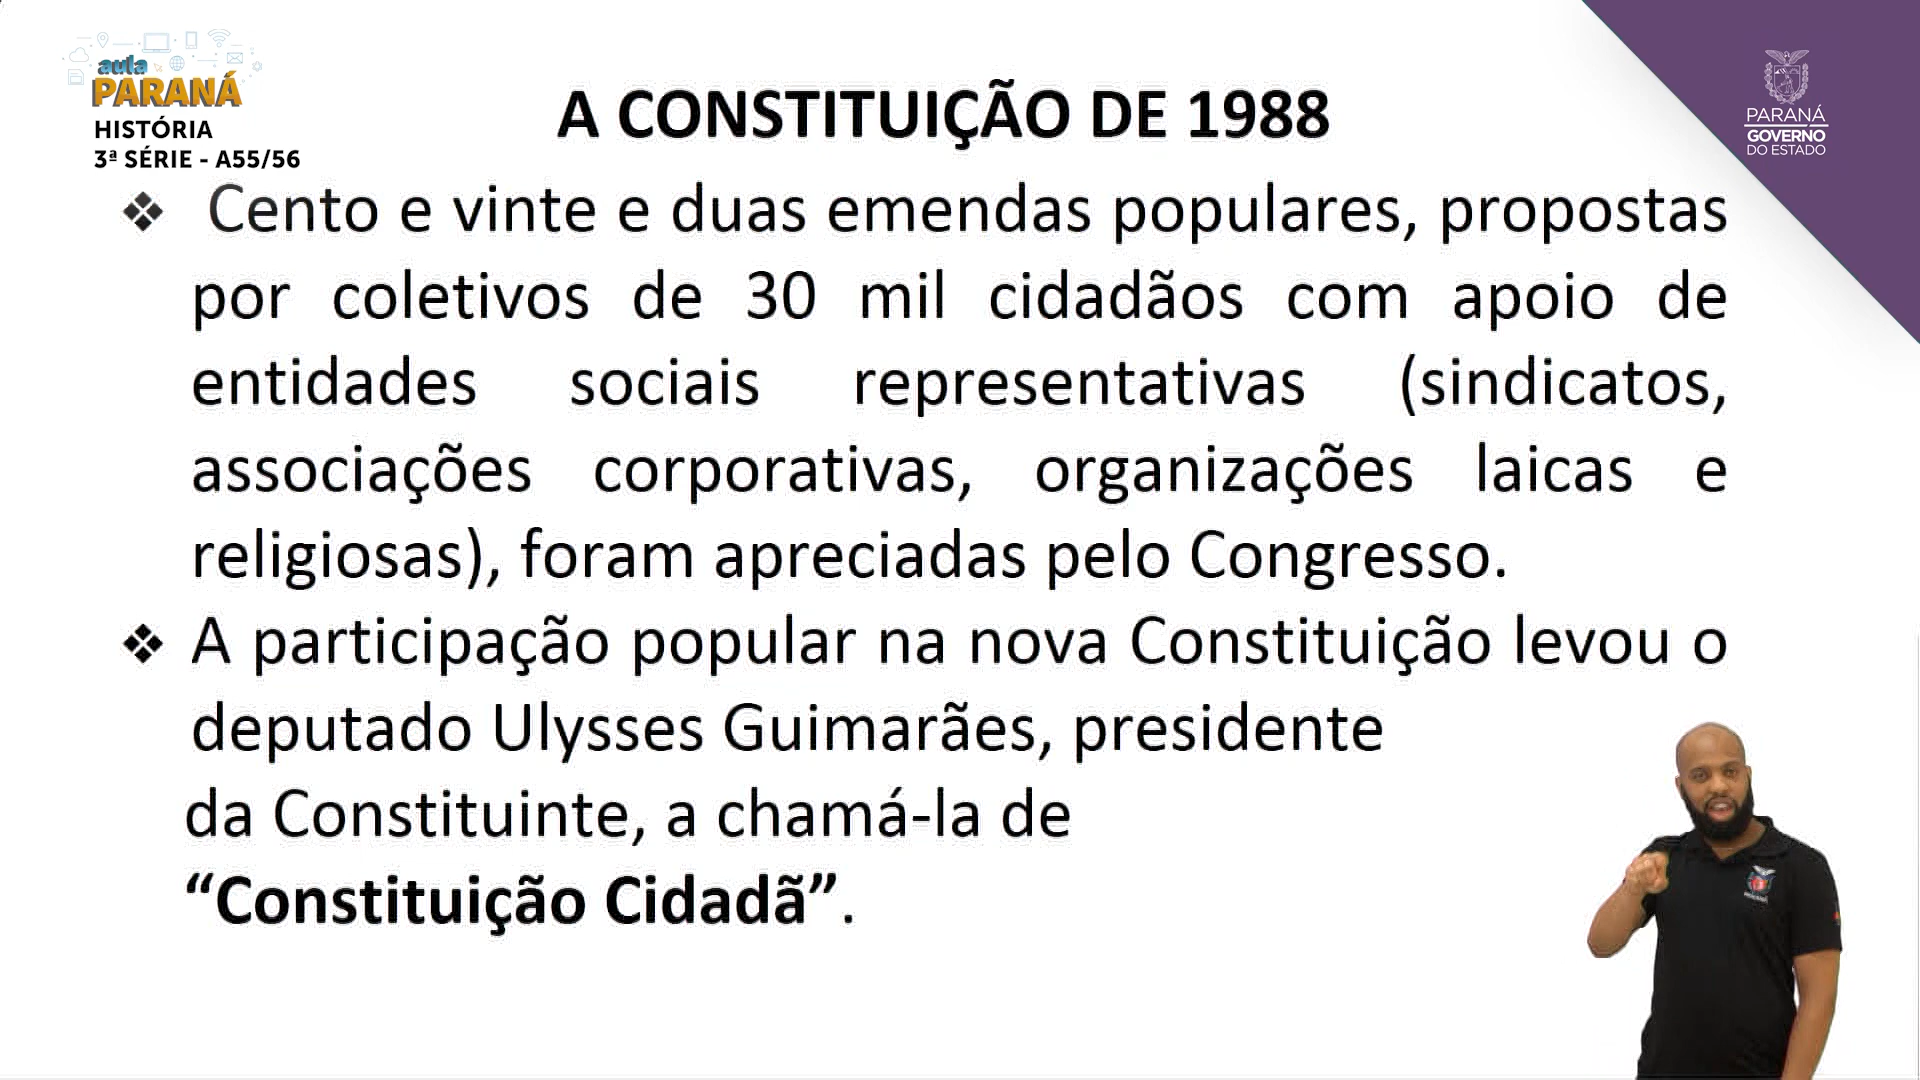 aula
PARANÁ
HISTÓRIA
3ª SÉRIE - A55/56
A CONSTITUIÇÃO DE 1988
PARANÁ
GOVERNO
DO ESTADO
❖ Cento e vinte e duas emendas populares, propostas
por coletivos de 30 mil cidadãos com apoio de
entidades sociais representativas (sindicatos,
associações corporativas, organizações laicas e
religiosas), foram apreciadas pelo Congresso.
❖ A participação popular na nova Constituição levou o
deputado Ulysses Guimarães, presidente
da Constituinte, a chamá-la de
“Constituição Cidadã”.